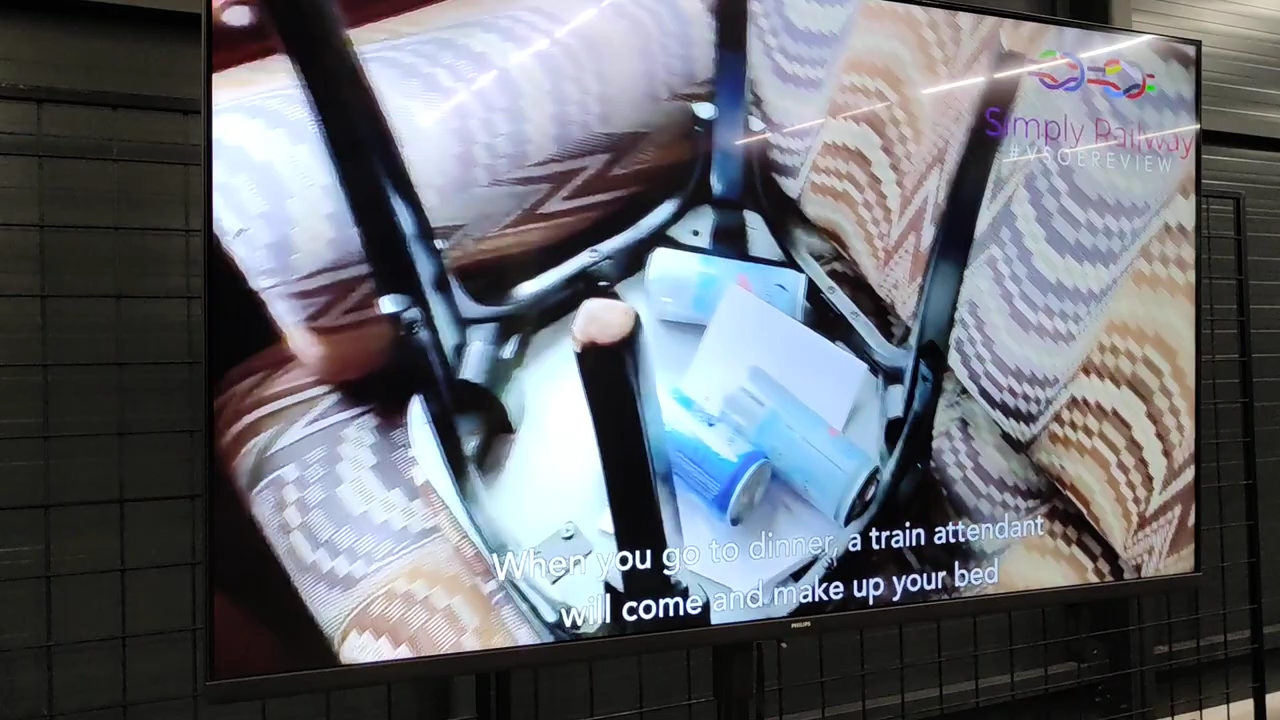 Simply Railway
#VSOEREVIEW
When you go to dinner, a train attendant
will come and make up your bed
PHILIPS